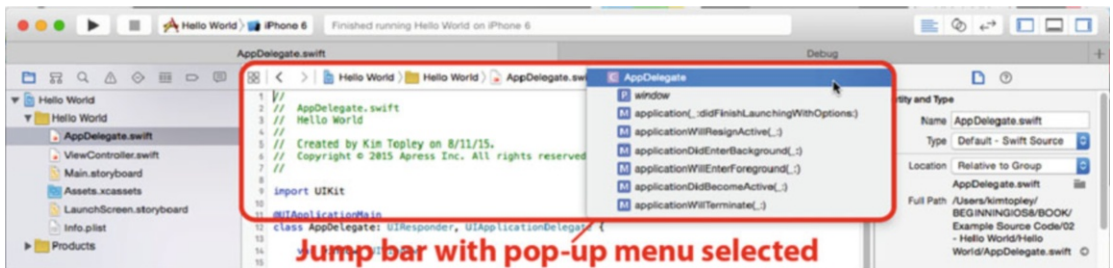 Hello World
iPhone 6
Finished running Hello World on iPhone 6
AppDelegate.swift
Debug
Hello World
Hello World
AppDelegate.swift
ViewController.swift
Main.storyboard
Assets.xcassets
LaunchScreen.storyboard
Info.plist
Products
Hello World
Hello World
AppDelegate.swi
1 //
2 // AppDelegate.swift
3 // Hello World
4 //
5 // Created by Kim Topley on 8/11/15.
6 // Copyright © 2015 Apress Inc. All rights reserved
7 //
8
9 import UIKit
10
11 @UIApplicationMain
12 class AppDelegate: UIResponder, UIApplicationDelegate {
13
14
15
C AppDelegate
P window
M application(_:didFinishLaunchingWithOptions:)
M applicationWillResignActive(_:)
M applicationDidEnterBackground(_:)
M applicationWillEnterForeground(_:)
M applicationDidBecomeActive(_:)
M applicationWillTerminate(_:)
Jump bar with pop-up menu selected
tity and Type
Name AppDelegate.swift
Type Default - Swift Source
Location Relative to Group
AppDelegate.swift
Full Path /Users/kimtopley/
BEGINNINGIOS8/BOOK/
Example Source Code/02
- Hello World/Hello
World/AppDelegate.swift